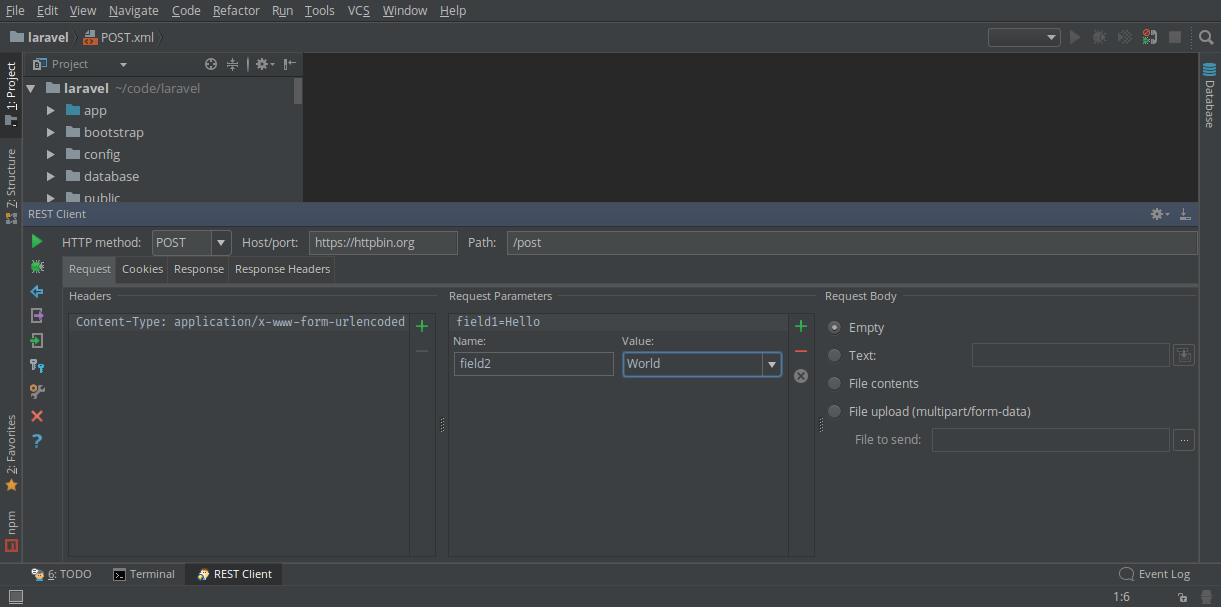 File Edit View Navigate Code Refactor Run Tools VCS Window Help
laravel POST.xml
1: Project
Project
laravel ~/code/laravel
app
bootstrap
config
database
public
Database
7: Structure
REST Client
HTTP method: POST Host/port: https://httpbin.org Path: /post
Request Cookies Response Response Headers
Headers Request Parameters Request Body
Content-Type: application/x-www-form-urlencoded
field1=Hello
Name: Value:
field2 World
Empty
Text:
File contents
File upload (multipart/form-data)
File to send: ...
2: Favorites
npm
6: TODO Terminal REST Client Event Log
1:6